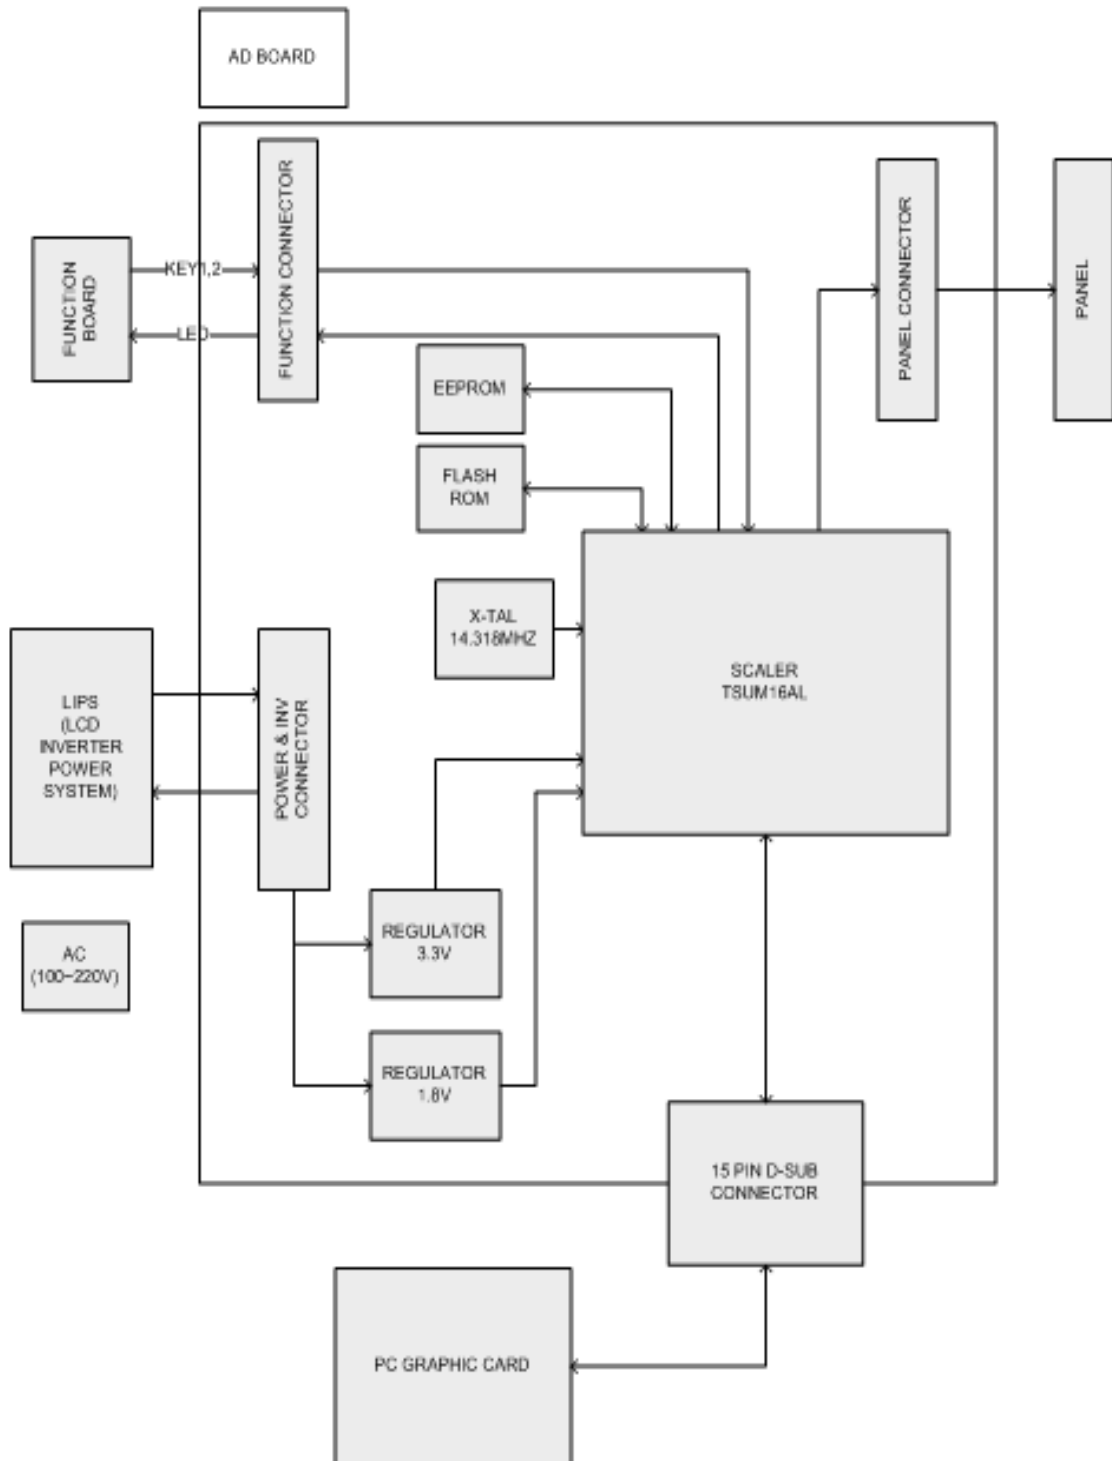 AD BOARD
FUNCTION CONNECTOR
PANEL CONNECTOR
PANEL
FUNCTION
BOARD
KEY1,2
LED
EEPROM
FLASH
ROM
X-TAL
14.318MHZ
SCALER
TSUM16AL
LIPS
(LCD
INVERTER
POWER
SYSTEM)
POWER & INV
CONNECTOR
REGULATOR
3.3V
AC
(100~220V)
REGULATOR
1.8V
15 PIN D-SUB
CONNECTOR
PC GRAPHIC CARD